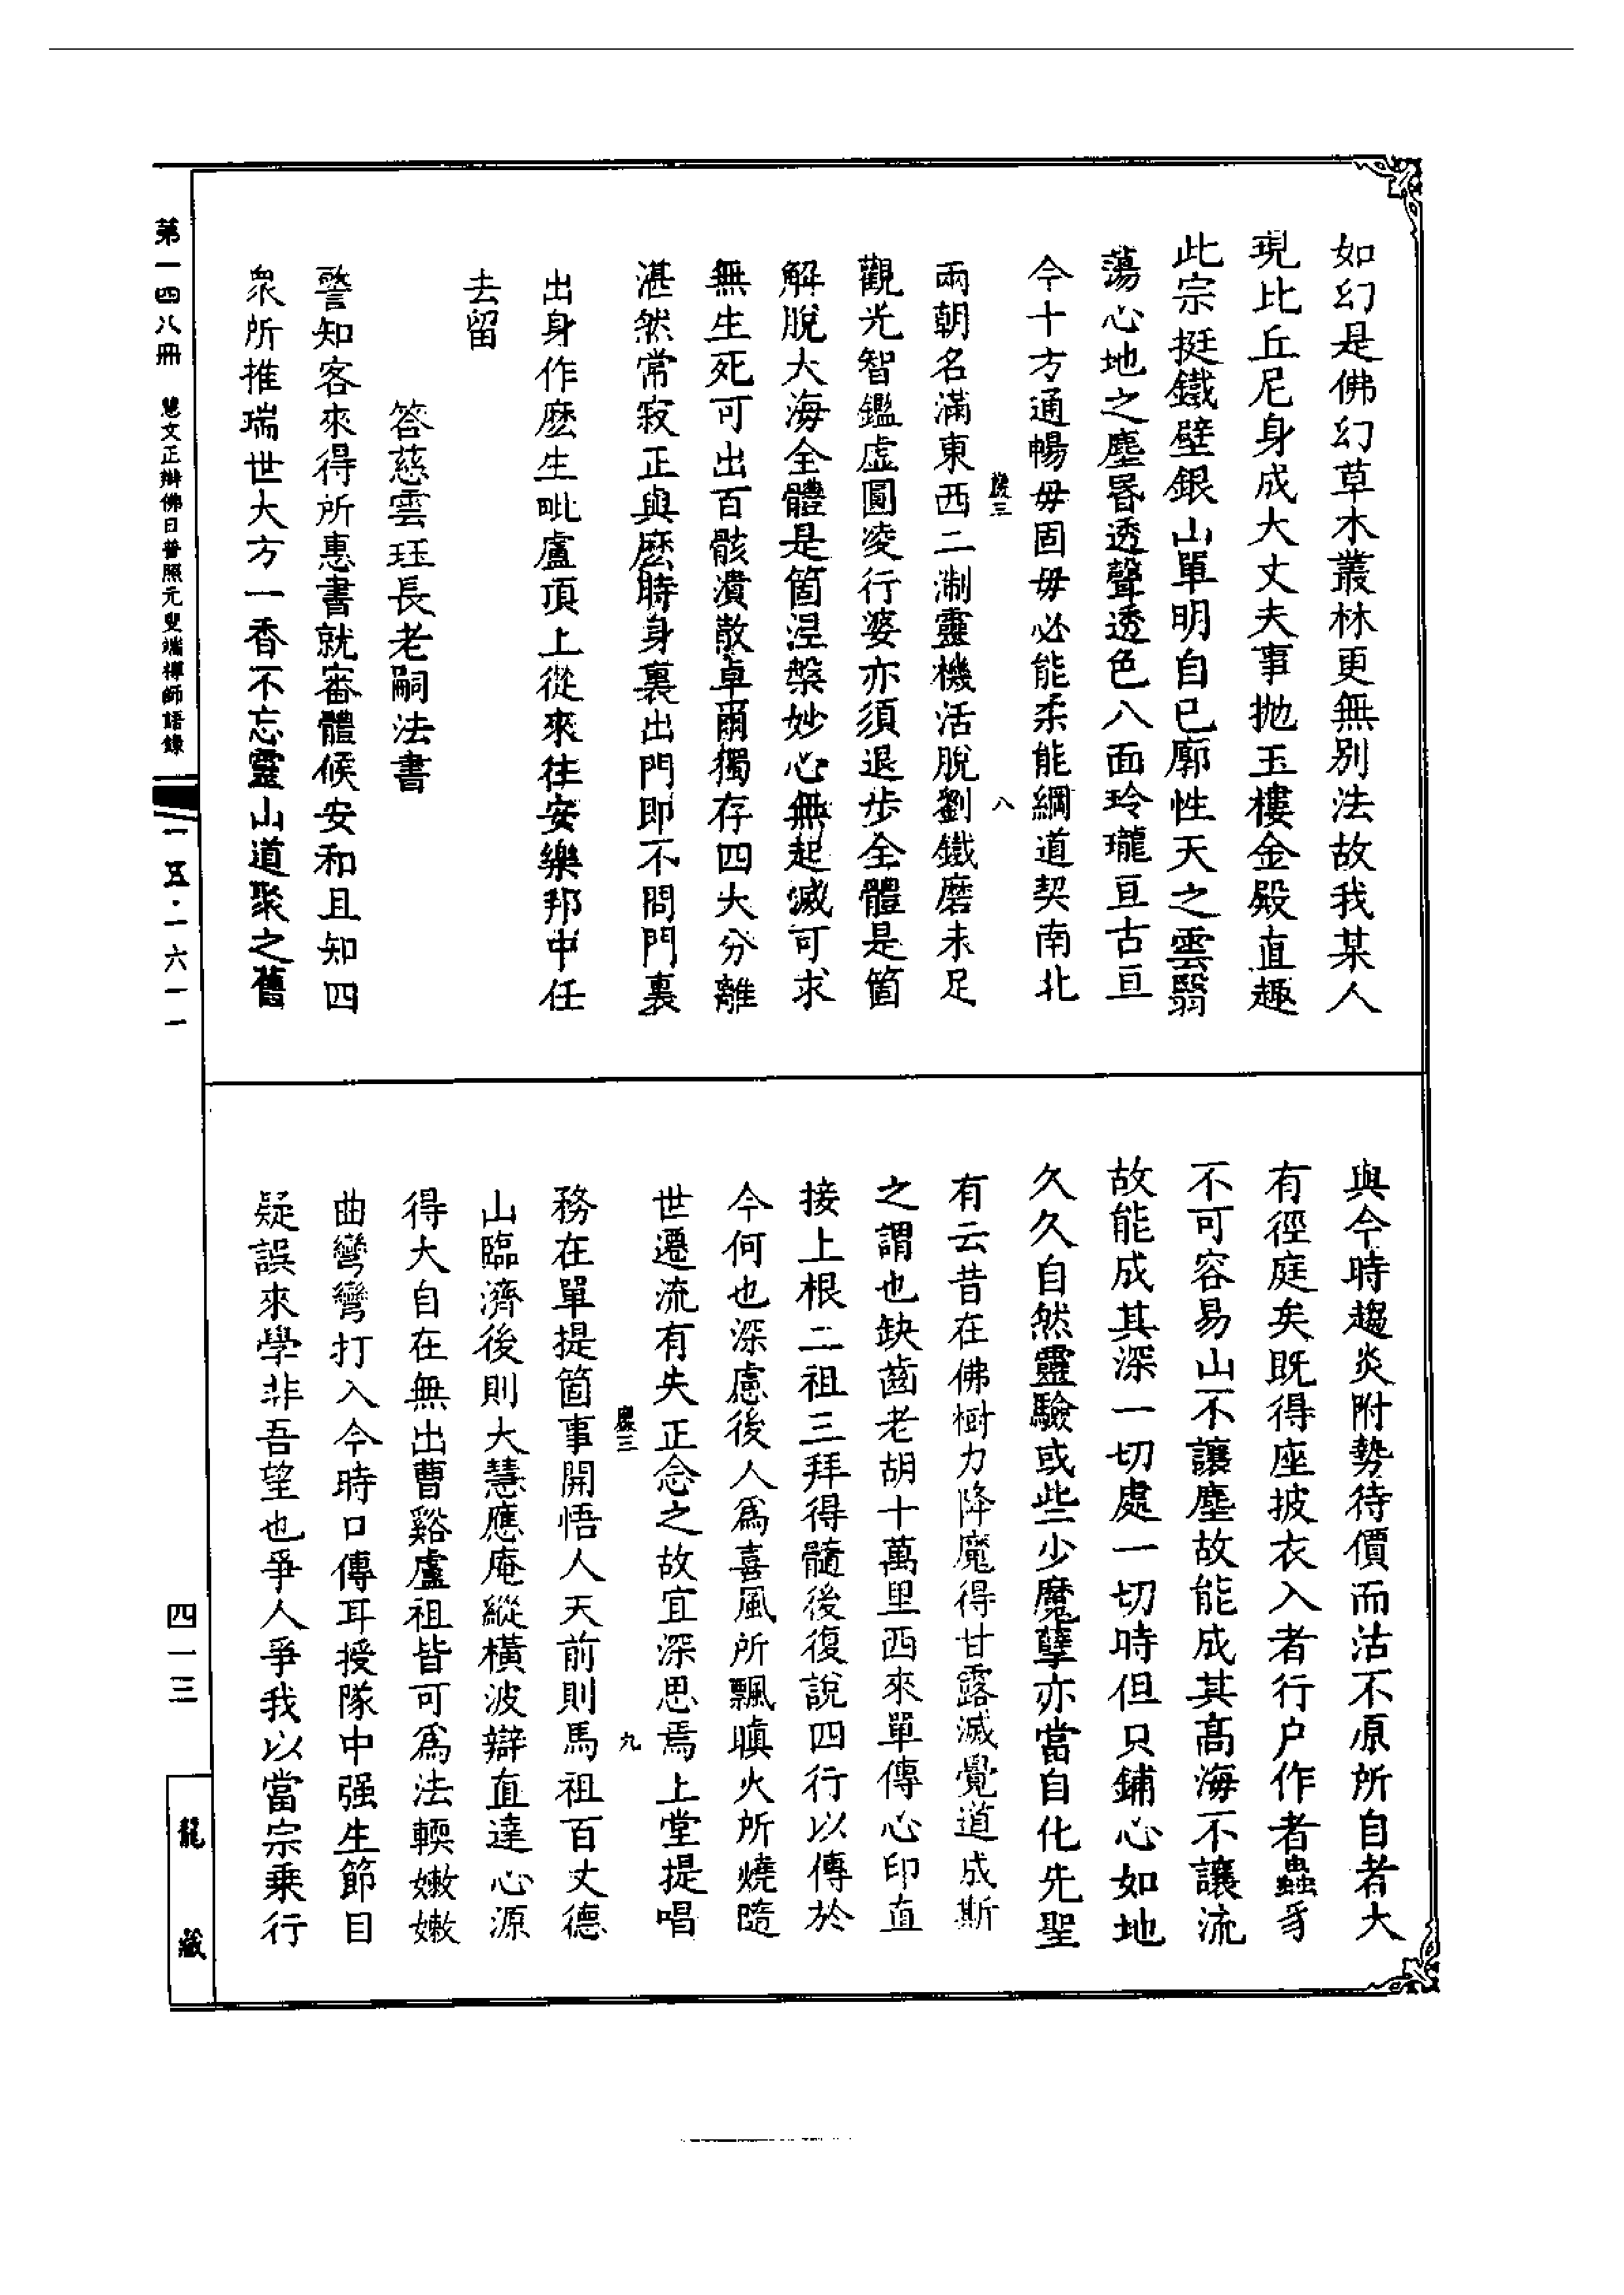 如幻是佛幻草木叢林更無別法故我某人
現比丘尼身成大丈夫事拋玉樓金殿直趣
此宗挺鐵壁銀山單明自己廓性天之雲翳
蕩心地之塵昏透聲透色八面玲瓏亘古亘
今十方通暢毋固毋必能柔能綱道契南北
慶三
八
兩朝名滿東西二淛靈機活脫劉鐵磨未足
觀光智鑑虛圓凌行婆亦須退步全體是箇
解脫大海全體是箇涅槃妙心無起滅可求
無生死可出百骸潰散卓爾獨存四大分離
湛然常寂正與麽時身裏出門即不問門裏
出身作麽生毗盧頂上從來往安樂邦中任
去留
答慈雲珏長老嗣法書
警知客來得所惠書就審體候安和且知四
衆所推瑞世大方一香不忘靈山道聚之舊
與今時趨炎附勢待價而沽不原所自者大
有徑庭矣既得座披衣入者行户作者蟲豸
不可容易山不讓塵故能成其高海不讓流
故能成其深一切處一切時但只鋪心如地
久久自然靈驗或些少魔孽亦當自化先聖
有云昔在佛樹力降魔得甘露滅覺道成斯
之謂也缺齒老胡十萬里西來單傳心印直
接上根二祖三拜得髓後復說四行以傳於
今何也深慮後人爲喜風所飄瞋火所燒隨
世遷流有失正念之故宜深思焉上堂提唱
慶三
九
務在單提箇事開悟人天前則馬祖百丈德
山臨濟後則大慧應庵縱橫波辯直達心源
得大自在無出曹谿盧祖皆可爲法輭嫩嫩
曲彎彎打入今時口傳耳授隊中强生節目
疑誤來學非吾望也爭人爭我以當宗乗行
第一四八冊　慧文正辯佛日普照元叟端禪師語錄
一五·一六一一
四一三
龍藏